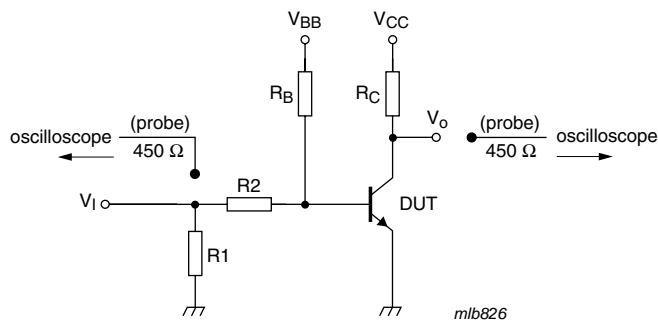 VBB
VCC
RB
RC
(probe)
450 Ω
oscilloscope
Vo
(probe)
450 Ω
oscilloscope
R2
DUT
VI
R1
mlb826